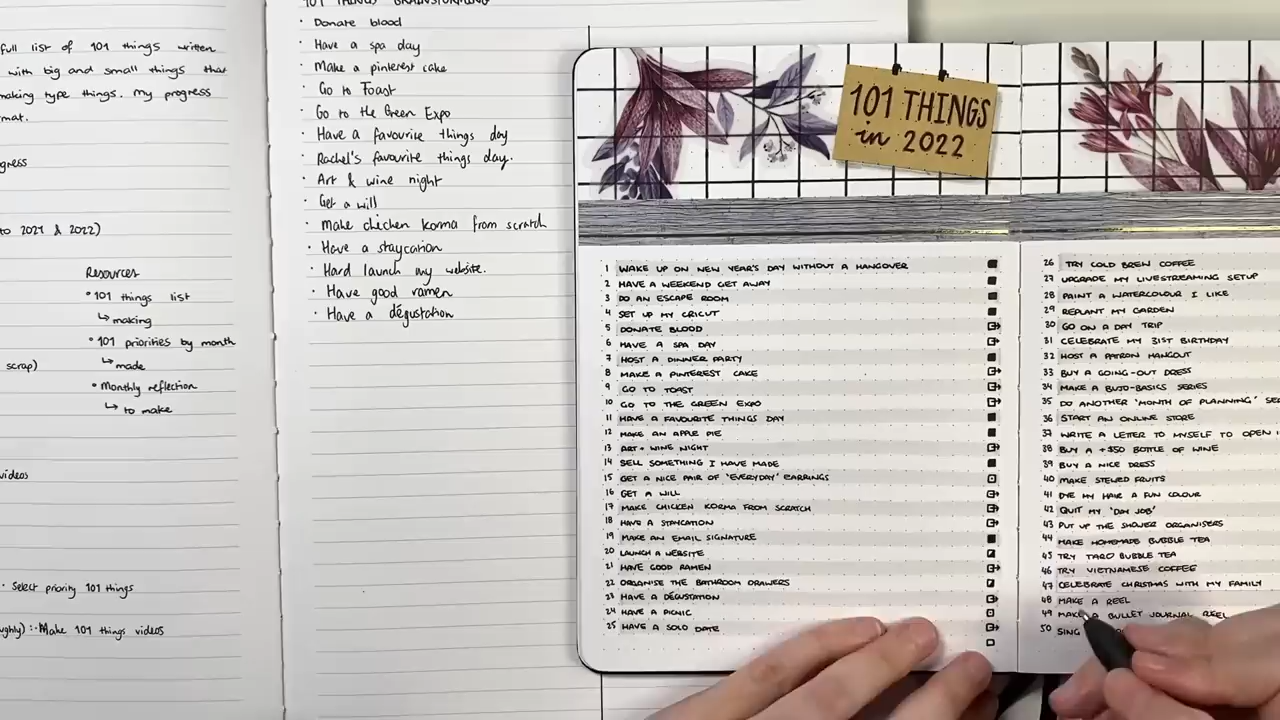 full list of 101 things written
with big and small things that
making type things. My progress
mat.
gress
to 2021 & 2022)
Resources
• 101 things list
↳ making
• 101 priorities by month
scrap)
↳ made
• Monthly reflection
↳ to make
videos
• Select priority 101 things
ughly) :- Make 101 things videos
101 THINGS BRAINSTORMING
· Donate blood
· Have a spa day
· Make a pinterest cake
· Go to Toast
· Go to the Green Expo
· Have a favourite things day
· Rachel's favourite things day.
· Art & wine night
· Get a will
· Make chicken korma from scratch
· Have a staycation
· Hard launch my website.
· Have good ramen
· Have a dégustation
101 THINGS
in 2022
1 WAKE UP ON NEW YEAR'S DAY WITHOUT A HANGOVER
2 HAVE A WEEKEND GET AWAY
3 DO AN ESCAPE ROOM
4 SET UP MY CRICUT
5 DONATE BLOOD
6 HAVE A SPA DAY
7 HOST A DINNER PARTY
8 MAKE A PINTEREST CAKE
9 GO TO TOAST
10 GO TO THE GREEN EXPO
11 HAVE A FAVOURITE THINGS DAY
12 MAKE AN APPLE PIE
13 ART + WINE NIGHT
14 SELL SOMETHING I HAVE MADE
15 GET A NICE PAIR OF 'EVERYDAY' EARRINGS
16 GET A WILL
17 MAKE CHICKEN KORMA FROM SCRATCH
18 HAVE A STAYCATION
19 MAKE AN EMAIL SIGNATURE
20 LAUNCH A WEBSITE
21 HAVE GOOD RAMEN
22 ORGANISE THE BATHROOM DRAWERS
23 HAVE A DÉGUSTATION
24 HAVE A PICNIC
25 HAVE A SOLO DATE
26 TRY COLD BREW COFFEE
27 UPGRADE MY LIVESTREAMING SETUP
28 PAINT A WATERCOLOUR I LIKE
29 REPLANT MY GARDEN
30 GO ON A DAY TRIP
31 CELEBRATE MY 31ST BIRTHDAY
32 HOST A PATRON HANGOUT
33 BUY A GOING-OUT DRESS
34 MAKE A BUJO-BASICS SERIES
35 DO ANOTHER 'MONTH OF PLANNING' SE
36 START AN ONLINE STORE
37 WRITE A LETTER TO MYSELF TO OPEN I
38 BUY A +$50 BOTTLE OF WINE
39 BUY A NICE DRESS
40 MAKE STEWED FRUITS
41 DYE MY HAIR A FUN COLOUR
42 QUIT MY 'DAY JOB'
43 PUT UP THE SHOWER ORGANISERS
44 MAKE HOMEMADE BUBBLE TEA
45 TRY TARO BUBBLE TEA
46 TRY VIETNAMESE COFFEE
47 CELEBRATE CHRISTMAS WITH MY FAMILY
48 MAKE A REEL
49 MAKE A BULLET JOURNAL REEL
50 SING